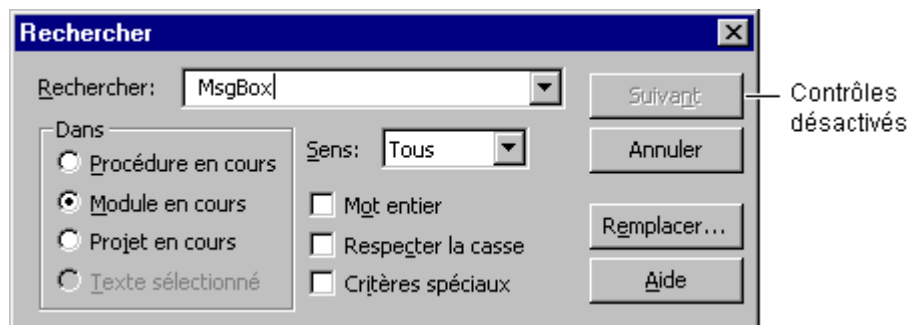 Rechercher
Rechercher: MsgBox Suivant Contrôles
désactivés
Dans
Procédure en cours Sens: Tous Annuler
Module en cours Mot entier
Projet en cours Respecter la casse Remplacer...
Texte sélectionné Critères spéciaux Aide